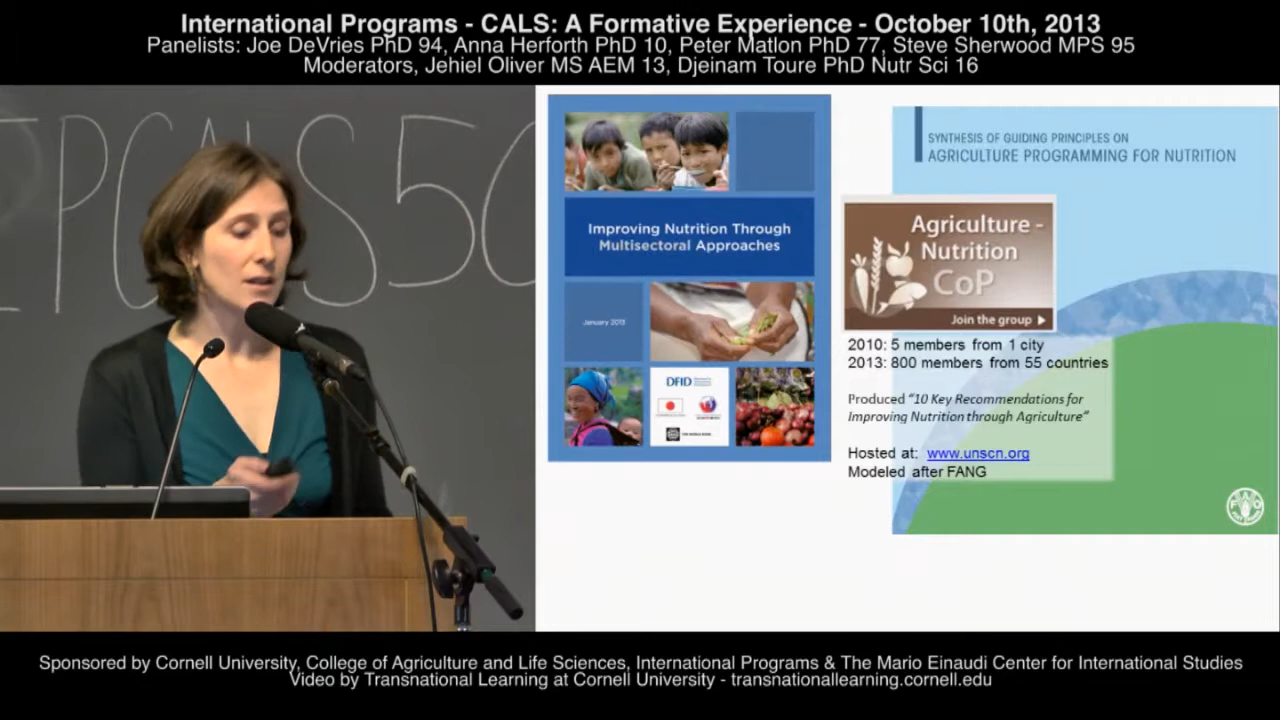 International Programs - CALS: A Formative Experience - October 10th, 2013
Panelists: Joe DeVries PhD 94, Anna Herforth PhD 10, Peter Matlon PhD 77, Steve Sherwood MPS 95
Moderators, Jehiel Oliver MS AEM 13, Djeinam Toure PhD Nutr Sci 16
IPCALS50
Improving Nutrition Through
Multisectoral Approaches
January 2013
DFID
THE WORLD BANK
SYNTHESIS OF GUIDING PRINCIPLES ON
AGRICULTURE PROGRAMMING FOR NUTRITION
Agriculture -
Nutrition
CoP
Join the group
2010: 5 members from 1 city
2013: 800 members from 55 countries
Produced "10 Key Recommendations for
Improving Nutrition through Agriculture"
Hosted at: www.unscn.org
Modeled after FANG
Sponsored by Cornell University, College of Agriculture and Life Sciences, International Programs & The Mario Einaudi Center for International Studies
Video by Transnational Learning at Cornell University - transnationallearning.cornell.edu